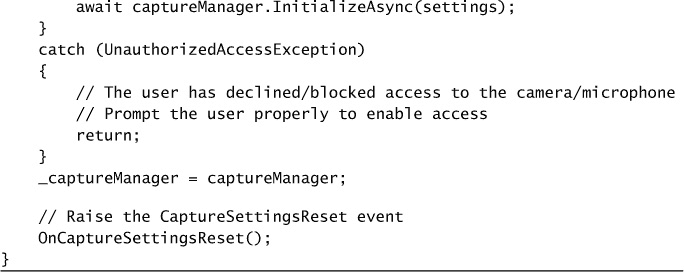 await captureManager.InitializeAsync(settings);
    }
    catch (UnauthorizedAccessException)
    {
        // The user has declined/blocked access to the camera/microphone
        // Prompt the user properly to enable access
        return;
    }
    _captureManager = captureManager;

    // Raise the CaptureSettingsReset event
    OnCaptureSettingsReset();
}